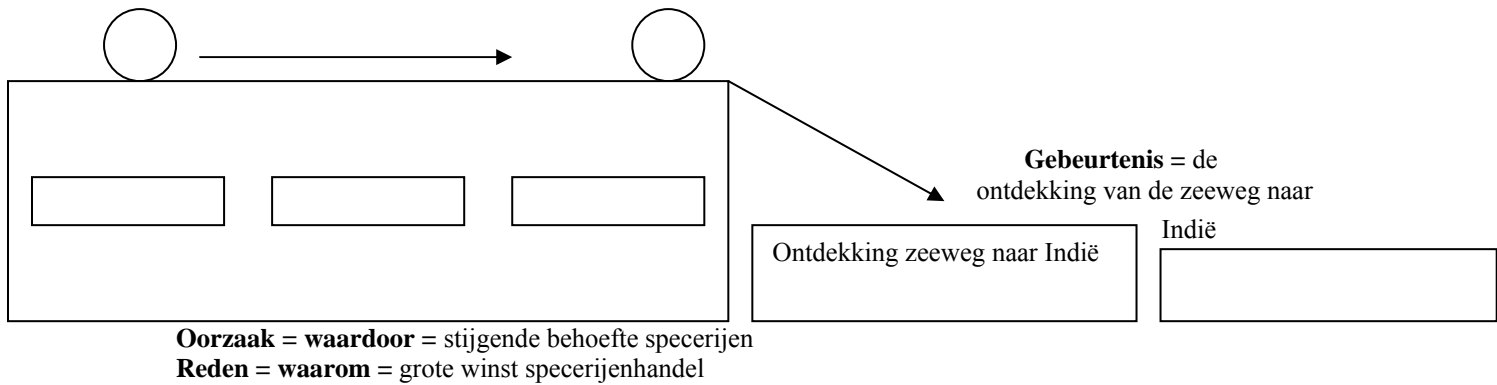 Gebeurtenis = de
ontdekking van de zeeweg naar
Indië
Ontdekking zeeweg naar Indië
Oorzaak = waardoor = stijgende behoefte specerijen
Reden = waarom = grote winst specerijenhandel